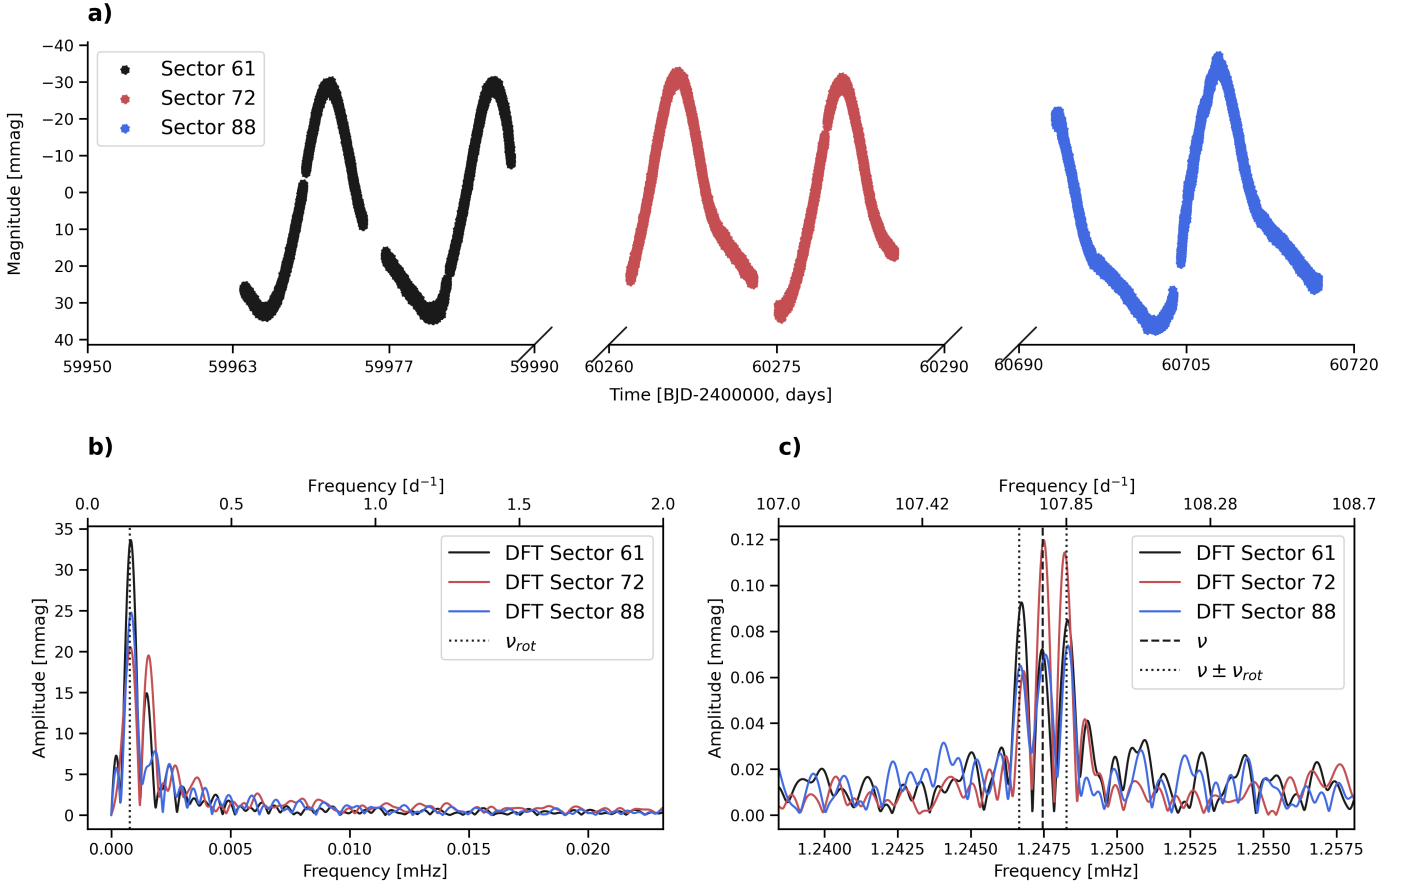 a)
−40
−30
−20
−10
0
10
20
30
40
Magnitude [mmag]
Sector 61
Sector 72
Sector 88
59950 59963 59977 59990 60260 60275 60290 60690 60705 60720
Time [BJD-2400000, days]
b)
Frequency [d⁻¹]
0.0 0.5 1.0 1.5 2.0
35
30
25
20
15
10
5
0
Amplitude [mmag]
DFT Sector 61
DFT Sector 72
DFT Sector 88
ν_rot
0.000 0.005 0.010 0.015 0.020
Frequency [mHz]
c)
Frequency [d⁻¹]
107.0 107.42 107.85 108.28 108.7
0.12
0.10
0.08
0.06
0.04
0.02
0.00
Amplitude [mmag]
DFT Sector 61
DFT Sector 72
DFT Sector 88
ν
ν ± ν_rot
1.2400 1.2425 1.2450 1.2475 1.2500 1.2525 1.2550 1.2575
Frequency [mHz]